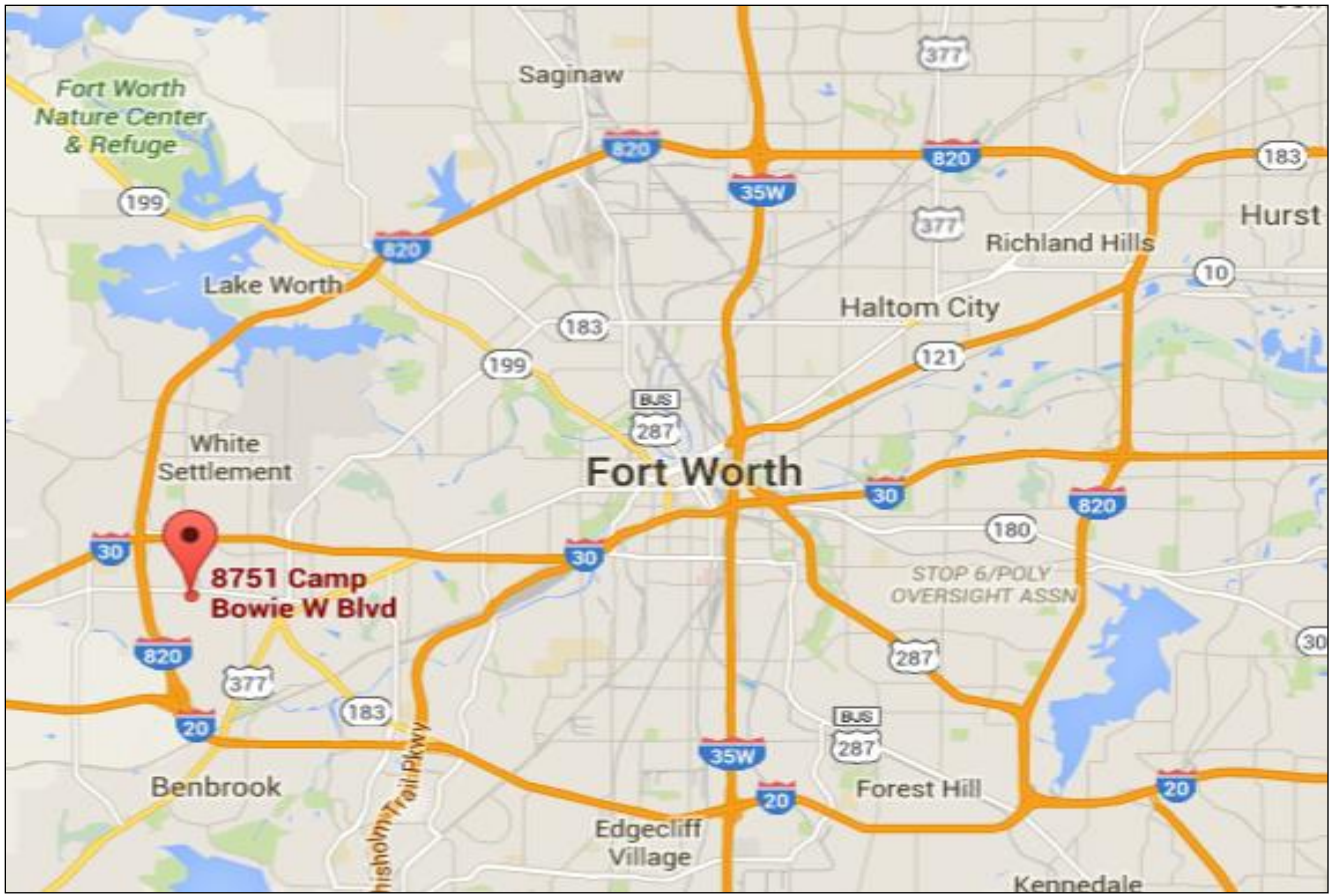 377
Saginaw
Fort Worth
Nature Center
& Refuge
820
820
183
35W
199
Hurst
377
Richland Hills
820
10
Lake Worth
Haltom City
183
121
199
BUS
287
White
Settlement
Fort Worth
30
820
180
30
30
8751 Camp
Bowie W Blvd
STOP 6/POLY
OVERSIGHT ASSN
30
820
287
377
183
20
BUS
287
35W
20
Benbrook
Forest Hill
20
hisholm Trail Pkwy
Edgecliff
Village
Kennedale